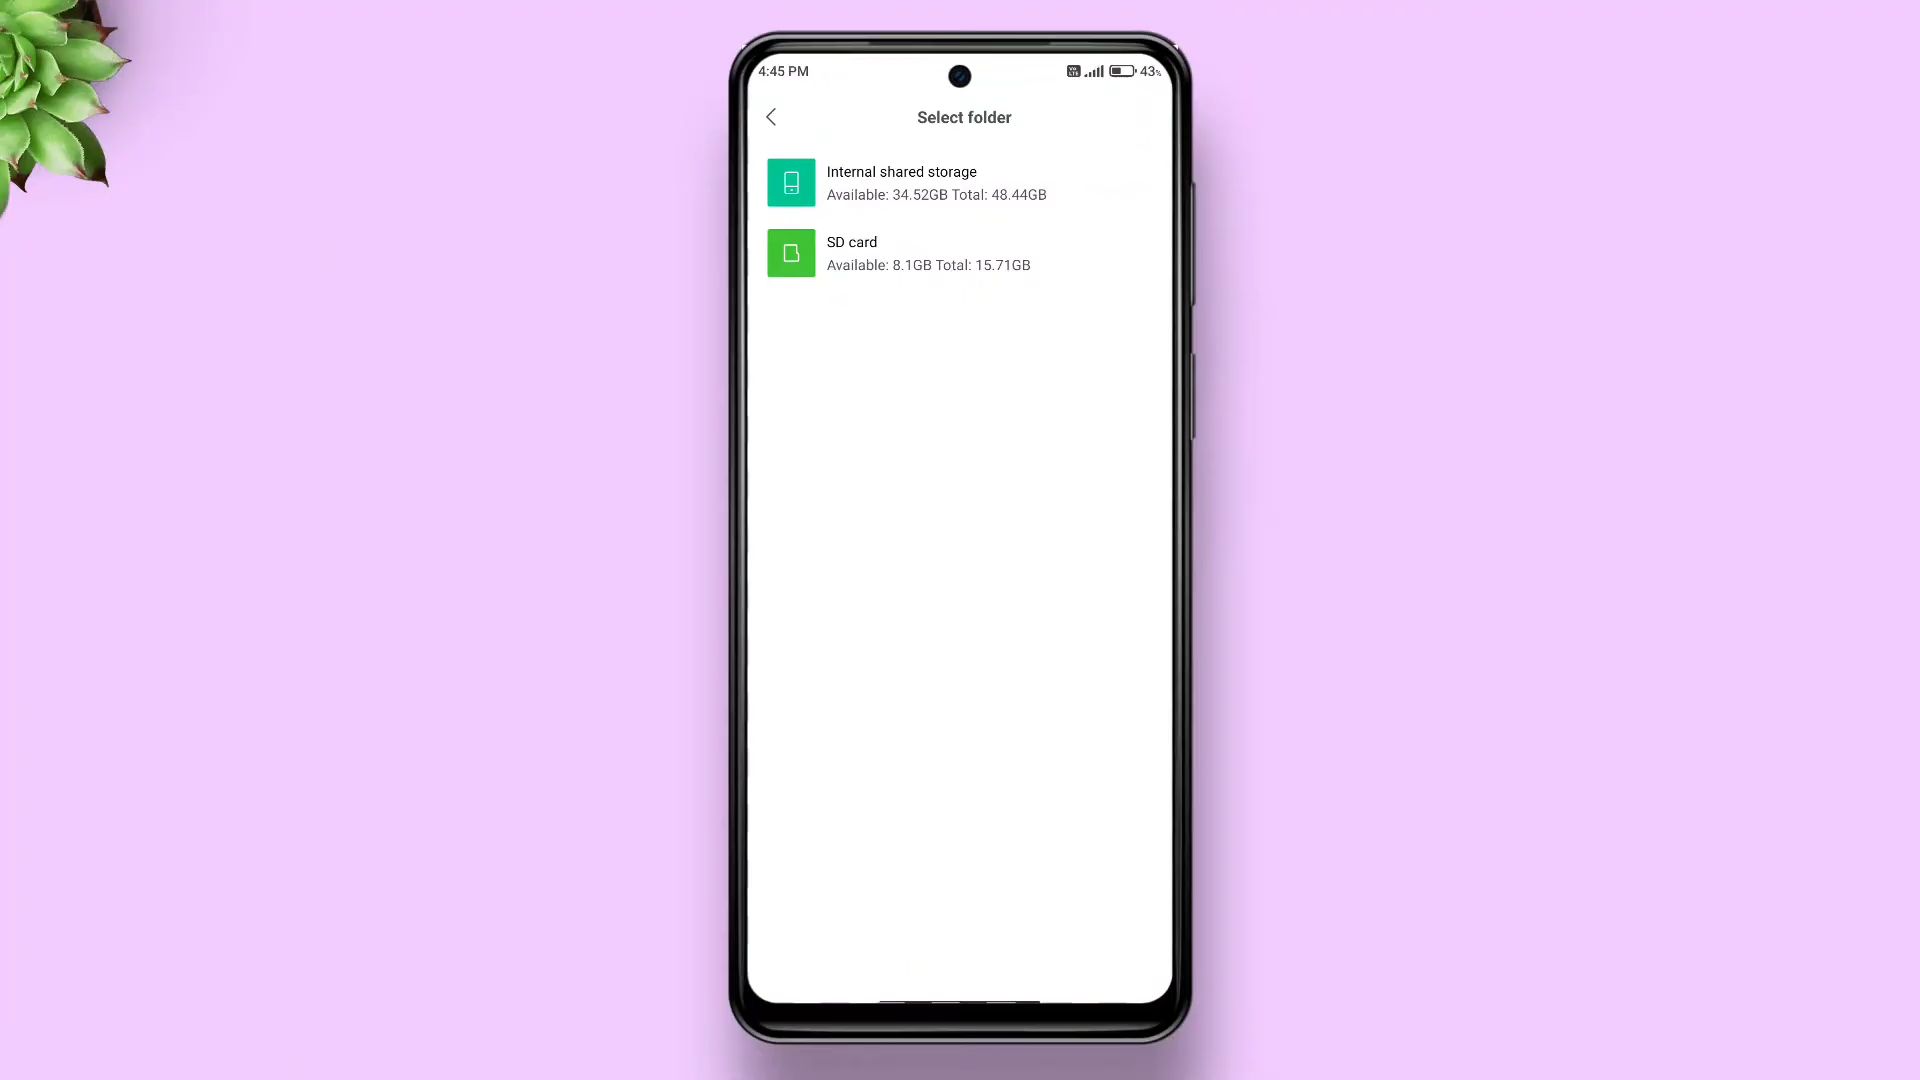 4:45 PM
43%
Select folder
Internal shared storage
Available: 34.52GB Total: 48.44GB
SD card
Available: 8.1GB Total: 15.71GB